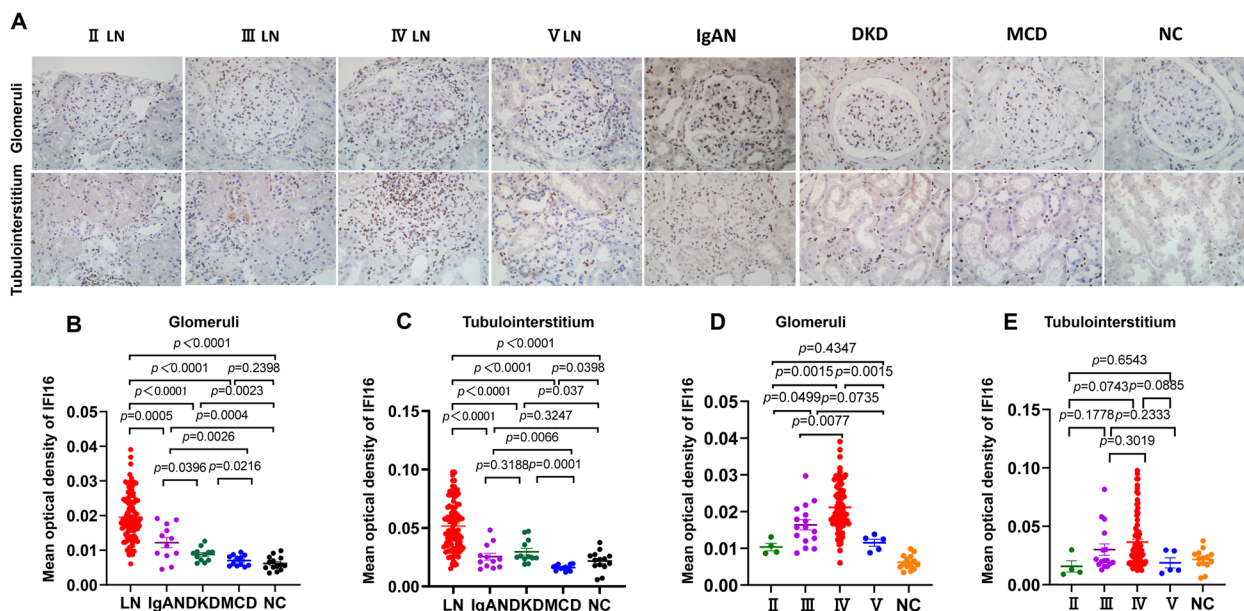 A
Ⅱ LN
Ⅲ LN
Ⅳ LN
Ⅴ LN
IgAN
DKD
MCD
NC
Glomeruli
Tubulointerstitium
B
Glomeruli
p<0.0001
p<0.0001
p=0.2398
p<0.0001
p=0.0023
p=0.0005
p=0.0004
p=0.0026
p=0.0396
p=0.0216
Mean optical density of IFI16
0.05
0.04
0.03
0.02
0.01
0.00
LN IgAN DKD MCD NC
C
Tubulointerstitium
p<0.0001
p<0.0001
p=0.0398
p<0.0001
p=0.037
p<0.0001
p=0.3247
p=0.0066
p=0.3188
p=0.0001
Mean optical density of IFI16
0.15
0.10
0.05
0.00
LN IgAN DKD MCD NC
D
Glomeruli
p=0.4347
p=0.0015
p=0.0015
p=0.0499
p=0.0735
p=0.0077
Mean optical density of IFI16
0.05
0.04
0.03
0.02
0.01
0.00
Ⅱ Ⅲ Ⅳ Ⅴ NC
E
Tubulointerstitium
p=0.6543
p=0.0743
p=0.0885
p=0.1778
p=0.2333
p=0.3019
Mean optical density of IFI16
0.15
0.10
0.05
0.00
Ⅱ Ⅲ Ⅳ Ⅴ NC